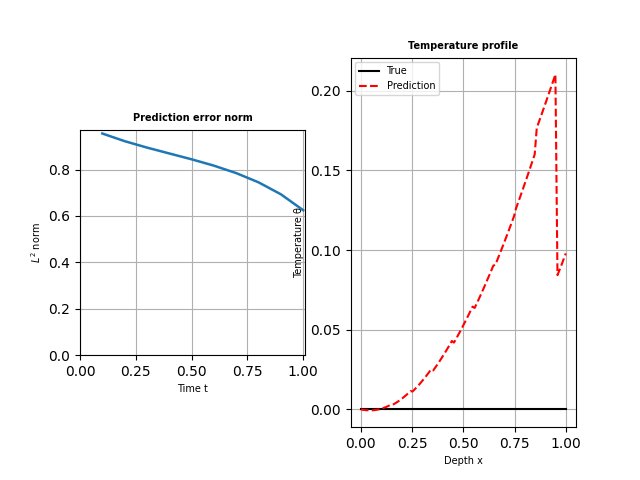 Prediction error norm
L² norm
0.8
0.6
0.4
0.2
0.0
0.00 0.25 0.50 0.75 1.00
Time t
Temperature profile
Temperature θ
True
Prediction
0.20
0.15
0.10
0.05
0.00
0.00 0.25 0.50 0.75 1.00
Depth x